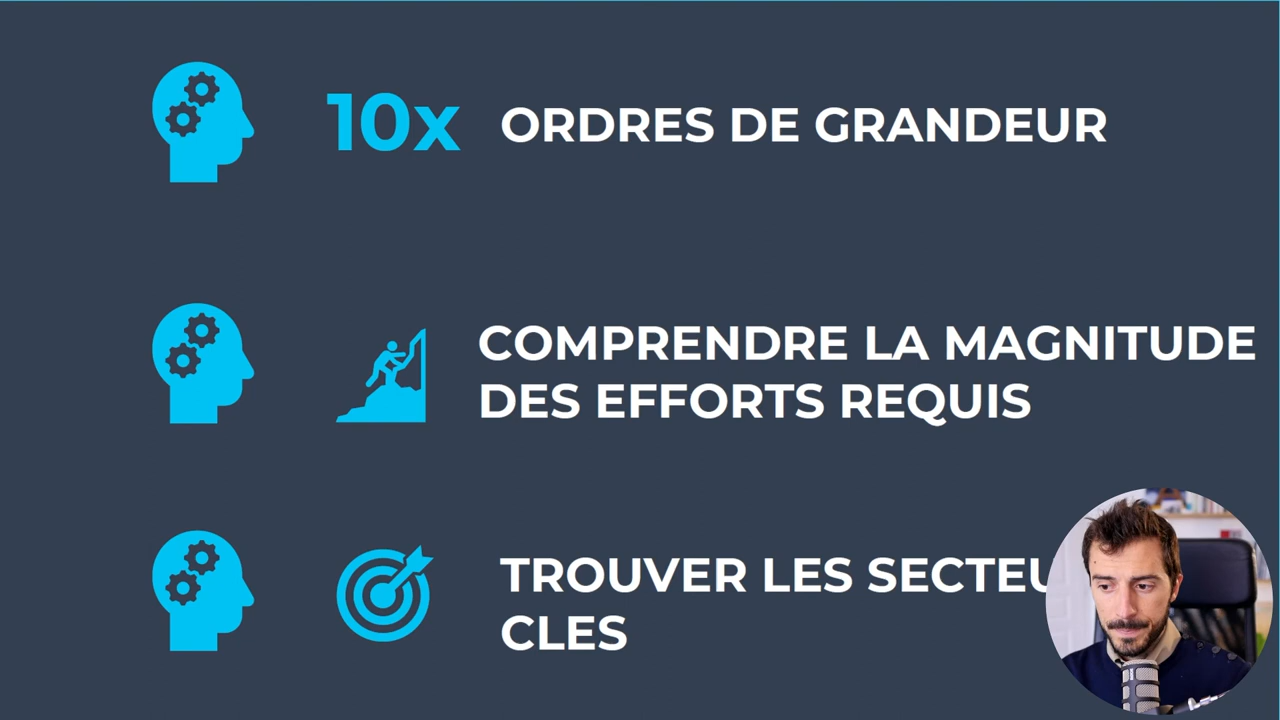 10x ORDRES DE GRANDEUR
COMPRENDRE LA MAGNITUDE
DES EFFORTS REQUIS
TROUVER LES
CLES